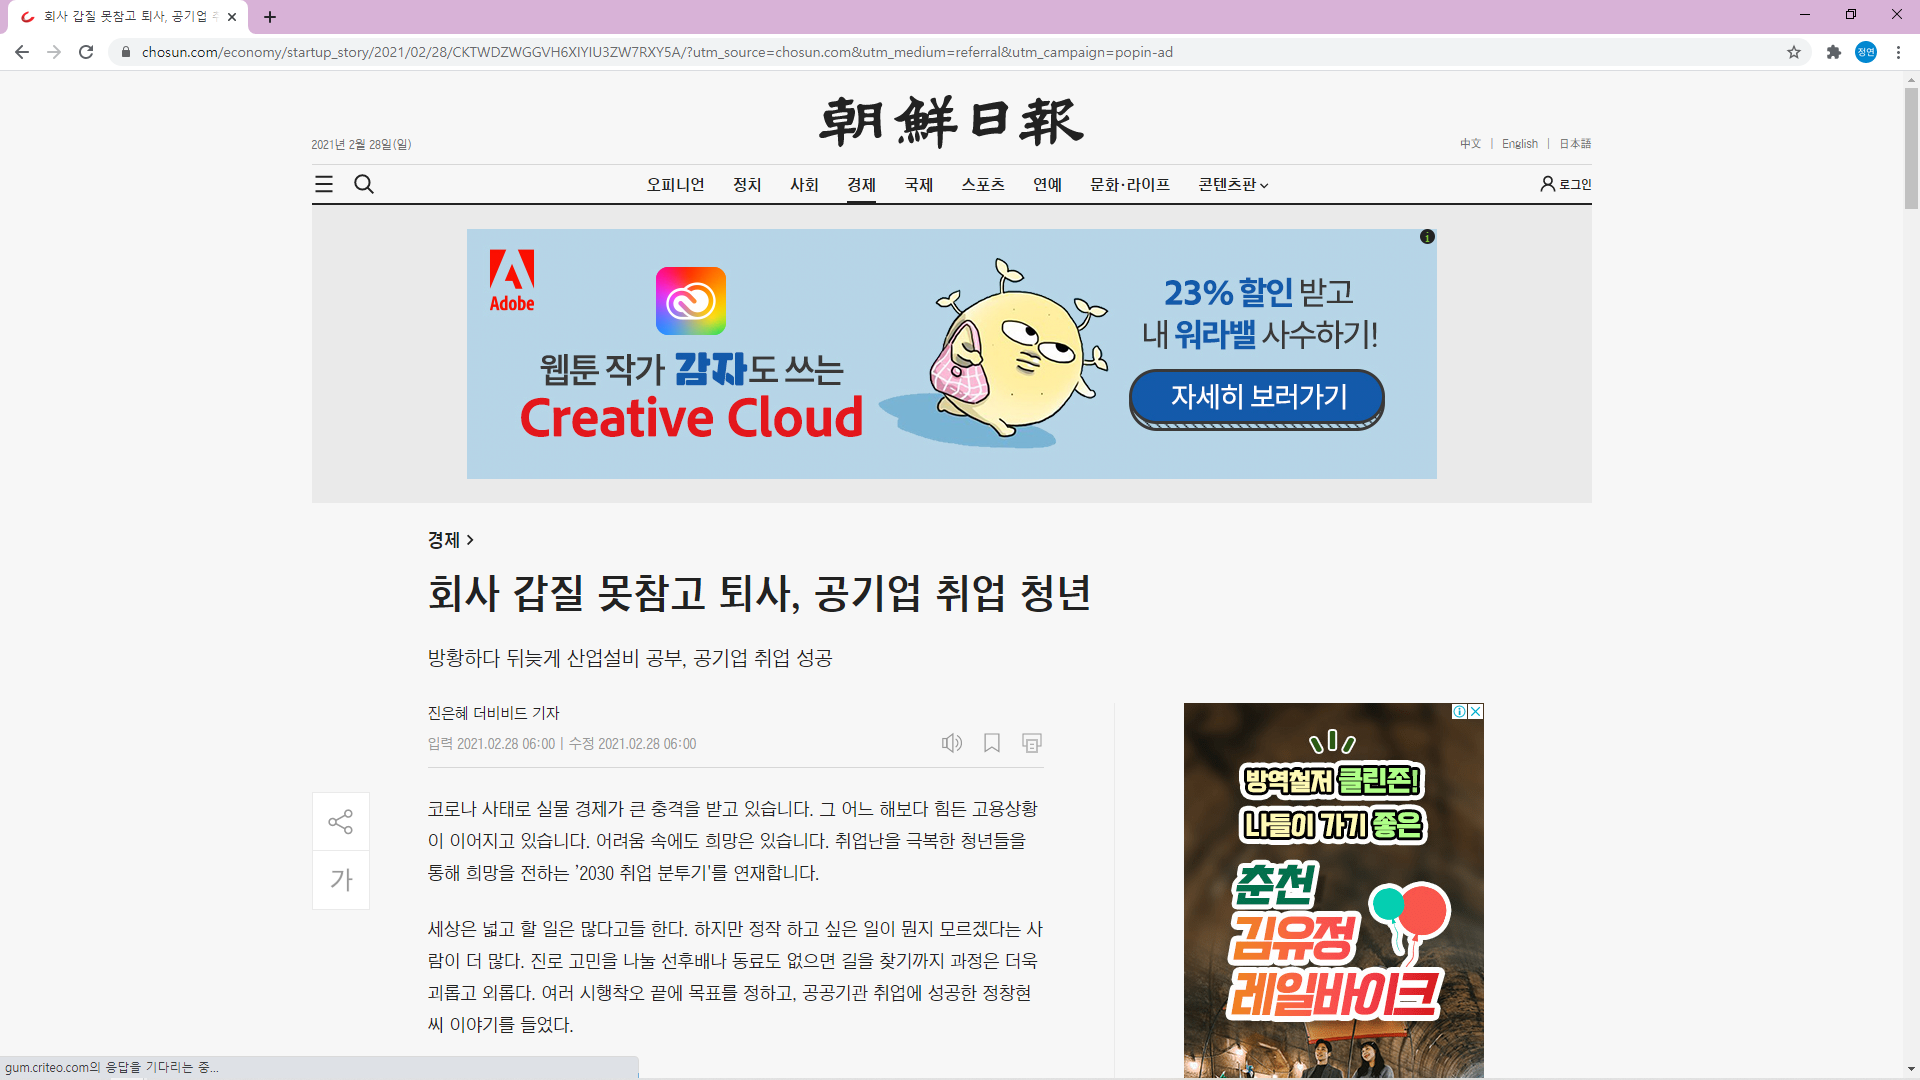 회사 갑질 못참고 퇴사, 공기업
chosun.com/economy/startup_story/2021/02/28/CKTWDZWGGVH6XIYIU3ZW7RXY5A/?utm_source=chosun.com&utm_medium=referral&utm_campaign=popin-ad
정연
朝鮮日報
2021년 2월 28일(일)
中文 | English | 日本語
오피니언 정치 사회 경제 국제 스포츠 연예 문화·라이프 콘텐츠판
로그인
Adobe
웹툰 작가 감자도 쓰는
Creative Cloud
23% 할인 받고
내 워라밸 사수하기!
자세히 보러가기
경제 >
회사 갑질 못참고 퇴사, 공기업 취업 청년
방황하다 뒤늦게 산업설비 공부, 공기업 취업 성공
진은혜 더비비드 기자
입력 2021.02.28 06:00 | 수정 2021.02.28 06:00
가
코로나 사태로 실물 경제가 큰 충격을 받고 있습니다. 그 어느 해보다 힘든 고용상황
이 이어지고 있습니다. 어려움 속에도 희망은 있습니다. 취업난을 극복한 청년들을
통해 희망을 전하는 ’2030 취업 분투기'를 연재합니다.
세상은 넓고 할 일은 많다고들 한다. 하지만 정작 하고 싶은 일이 뭔지 모르겠다는 사
람이 더 많다. 진로 고민을 나눌 선후배나 동료도 없으면 길을 찾기까지 과정은 더욱
괴롭고 외롭다. 여러 시행착오 끝에 목표를 정하고, 공공기관 취업에 성공한 정창현
씨 이야기를 들었다.
방역철저 클린존!
나들이 가기 좋은
춘천
김유정
레일바이크
gum.criteo.com의 응답을 기다리는 중...